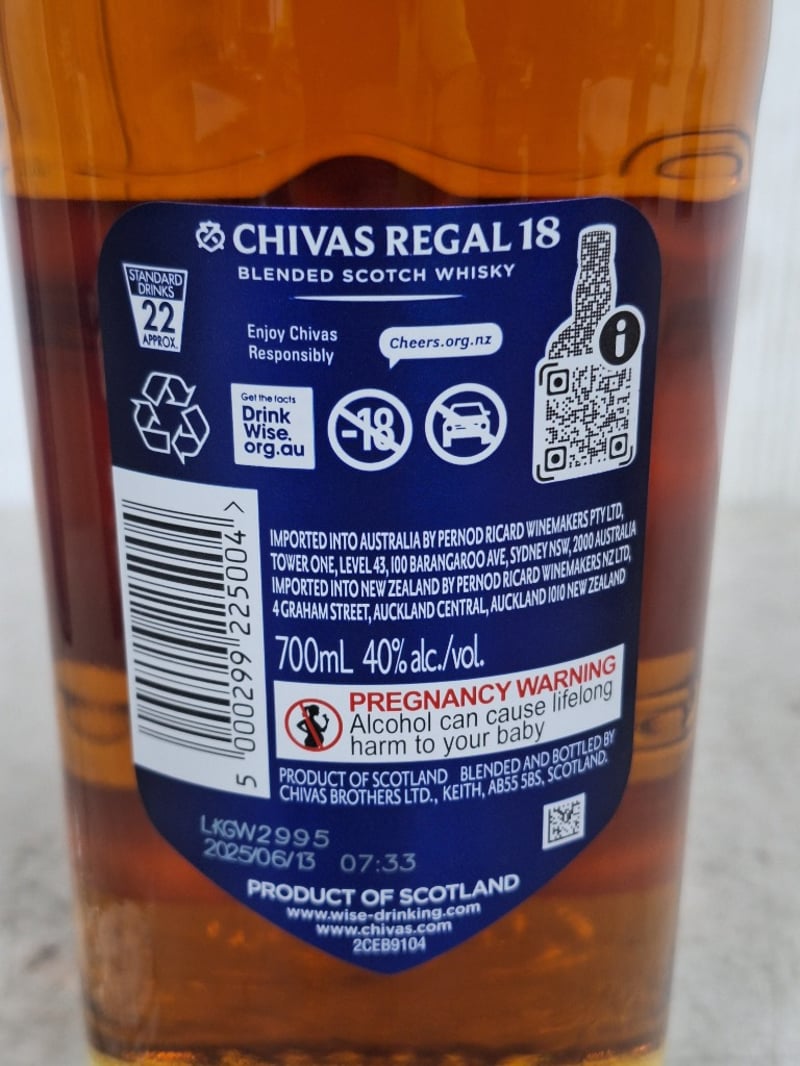 CHIVAS REGAL 18
BLENDED SCOTCH WHISKY
STANDARD
DRINKS
22
APPROX.
Enjoy Chivas
Responsibly
Cheers.org.nz
i
Get the facts
Drink
Wise.
org.au
-18
IMPORTED INTO AUSTRALIA BY PERNOD RICARD WINEMAKERS PTY LTD,
TOWER ONE, LEVEL 43, 100 BARANGAROO AVE, SYDNEY NSW, 2000 AUSTRALIA
IMPORTED INTO NEW ZEALAND BY PERNOD RICARD WINEMAKERS NZ LTD,
4 GRAHAM STREET, AUCKLAND CENTRAL, AUCKLAND 1010 NEW ZEALAND
5 000299 225004 >
700mL 40% alc./vol.
PREGNANCY WARNING
Alcohol can cause lifelong
harm to your baby
PRODUCT OF SCOTLAND BLENDED AND BOTTLED BY
CHIVAS BROTHERS LTD., KEITH, AB55 5BS, SCOTLAND.
LKGW2995
2025/06/13 07:33
PRODUCT OF SCOTLAND
www.wise-drinking.com
www.chivas.com
2CEB9104